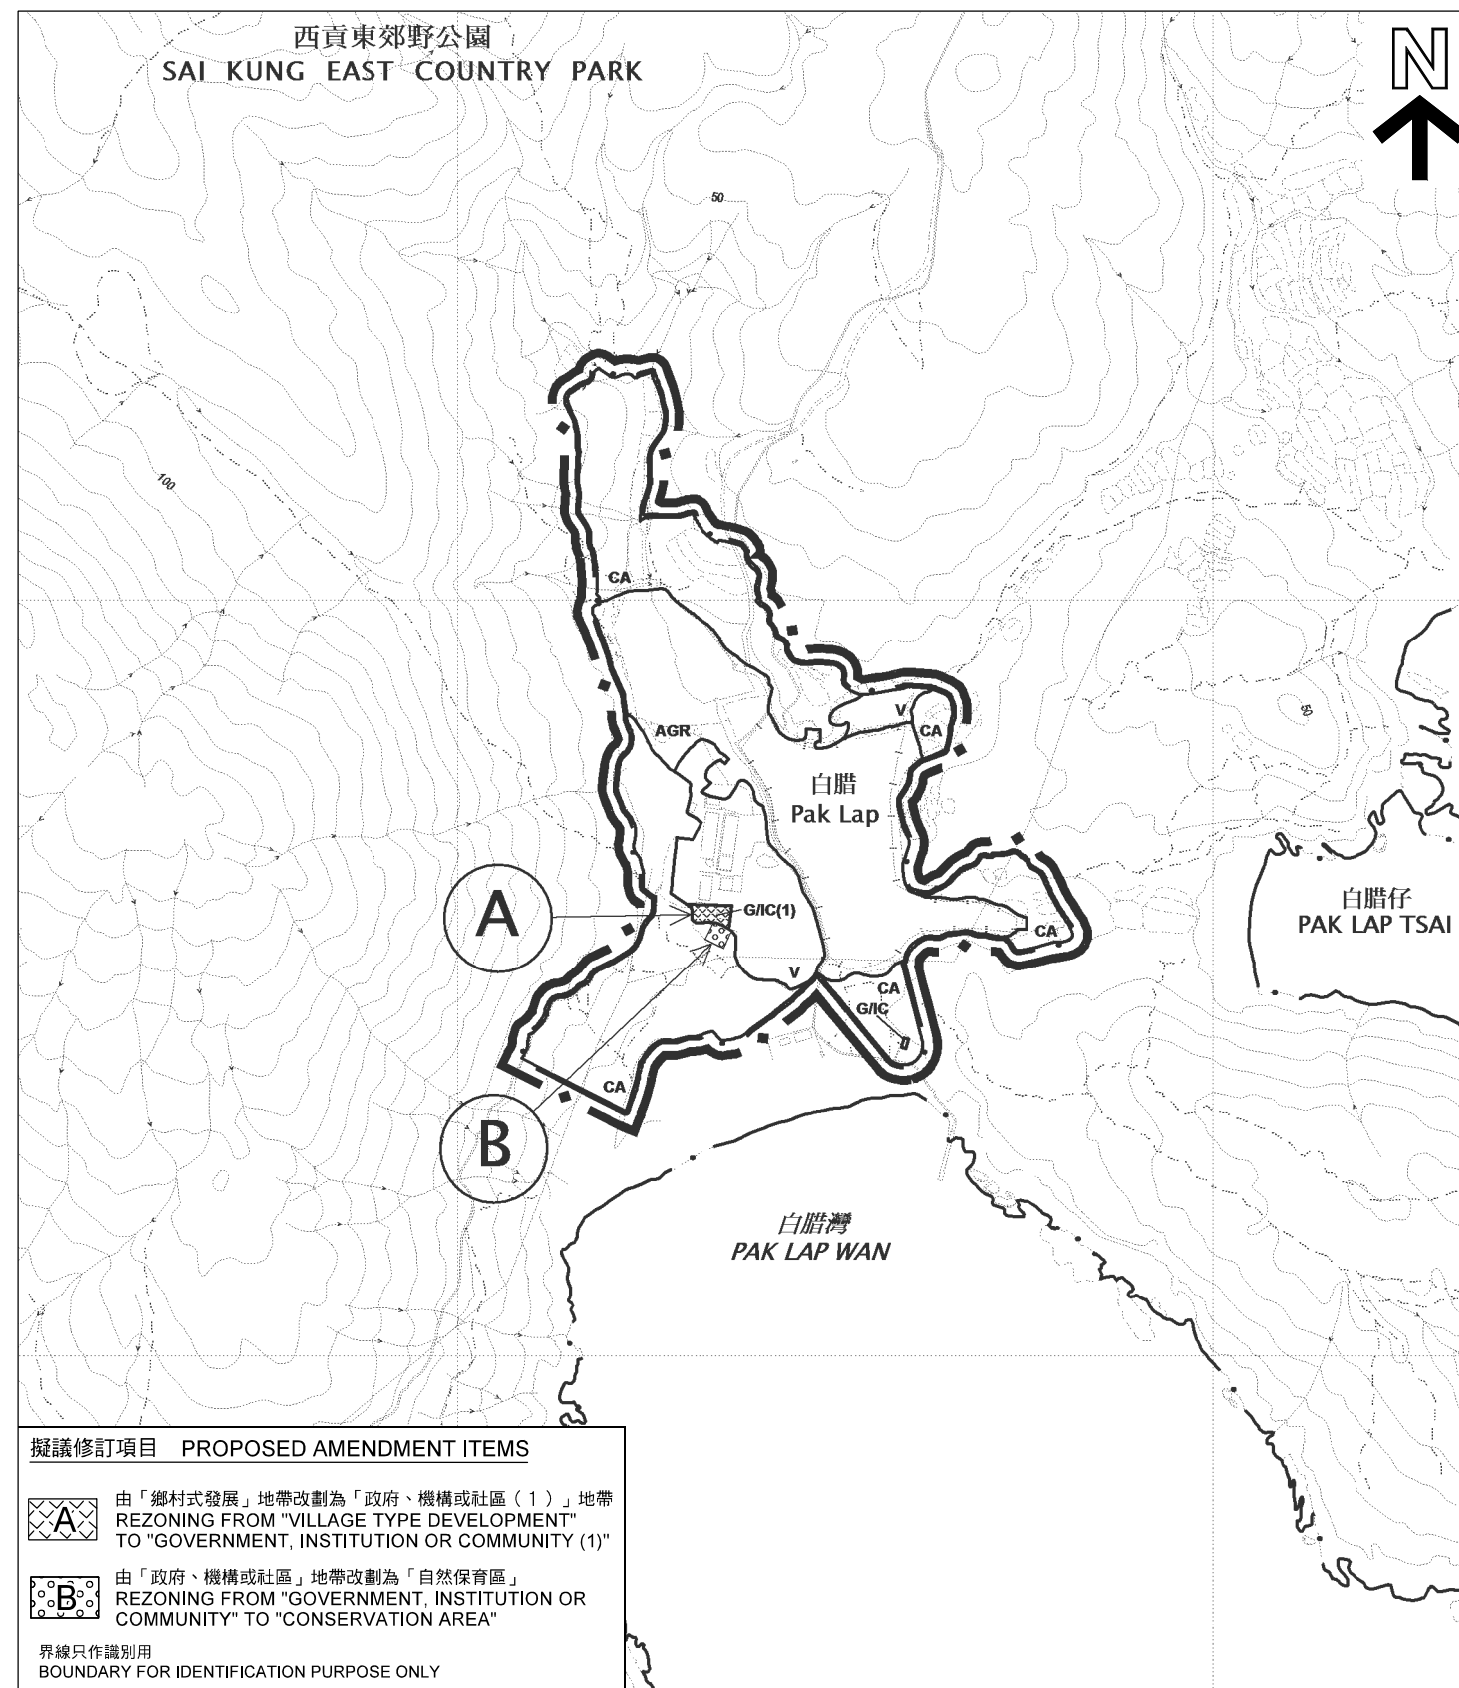 西貢東郊野公園
SAI KUNG EAST COUNTRY PARK
N
50
100
CA
50
V
CA
AGR
白腊
Pak Lap
A
G/IC(1)
白腊仔
PAK LAP TSAI
CA
V
CA
G/IC
CA
B
白腊灣
PAK LAP WAN
擬議修訂項目 PROPOSED AMENDMENT ITEMS
A
由「鄉村式發展」地帶改劃為「政府、機構或社區（1）」地帶
REZONING FROM "VILLAGE TYPE DEVELOPMENT"
TO "GOVERNMENT, INSTITUTION OR COMMUNITY (1)"
B
由「政府、機構或社區」地帶改劃為「自然保育區」
REZONING FROM "GOVERNMENT, INSTITUTION OR
COMMUNITY" TO "CONSERVATION AREA"
界線只作識別用
BOUNDARY FOR IDENTIFICATION PURPOSE ONLY